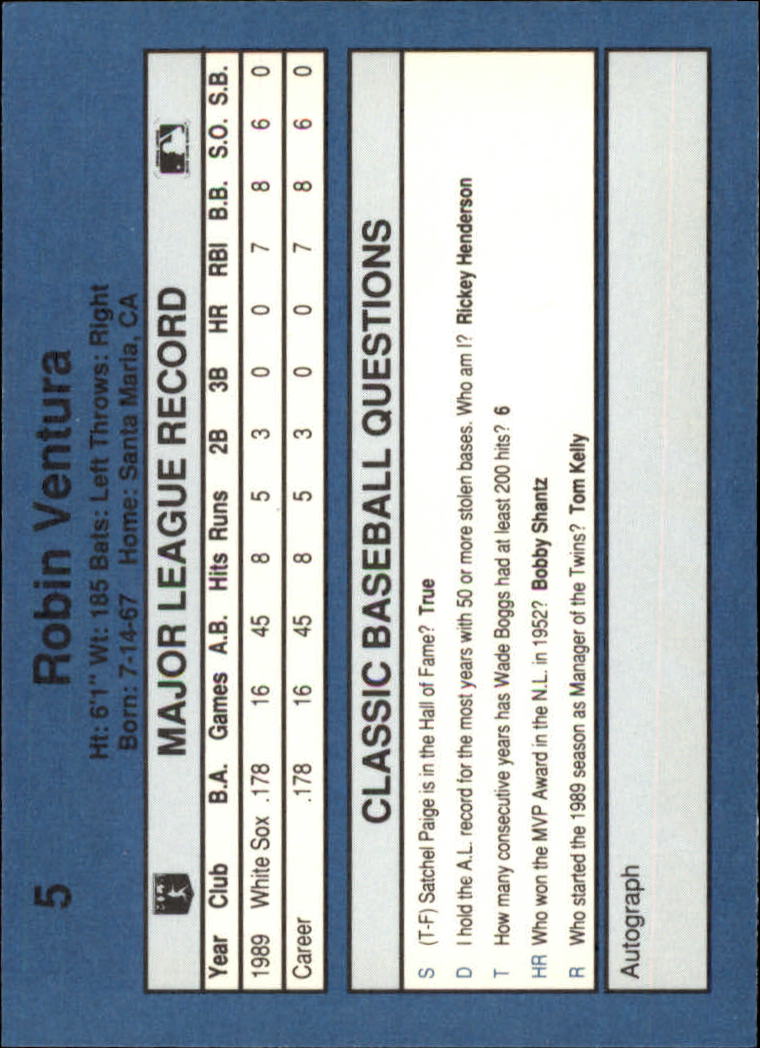 5 Robin Ventura
Ht: 6'1" Wt: 185 Bats: Left Throws: Right
Born: 7-14-67 Home: Santa Maria, CA
MAJOR LEAGUE RECORD
Year Club B.A. Games A.B. Hits Runs 2B 3B HR RBI B.B. S.O. S.B.
1989 White Sox .178 16 45 8 5 3 0 0 7 8 6 0
Career .178 16 45 8 5 3 0 0 7 8 6 0
CLASSIC BASEBALL QUESTIONS
S (T-F) Satchel Paige is in the Hall of Fame? True
D I hold the A.L. record for the most years with 50 or more stolen bases. Who am I? Rickey Henderson
T How many consecutive years has Wade Boggs had at least 200 hits? 6
HR Who won the MVP Award in the N.L. in 1952? Bobby Shantz
R Who started the 1989 season as Manager of the Twins? Tom Kelly
Autograph